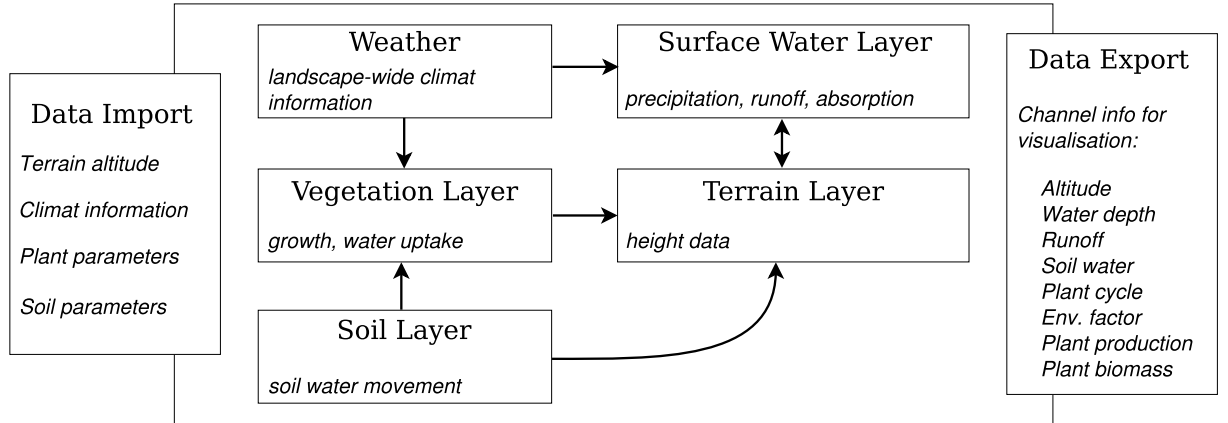 Data Import
Terrain altitude
Climat information
Plant parameters
Soil parameters
Weather
landscape-wide climat
information
Surface Water Layer
precipitation, runoff, absorption
Vegetation Layer
growth, water uptake
Terrain Layer
height data
Soil Layer
soil water movement
Data Export
Channel info for
visualisation:
Altitude
Water depth
Runoff
Soil water
Plant cycle
Env. factor
Plant production
Plant biomass